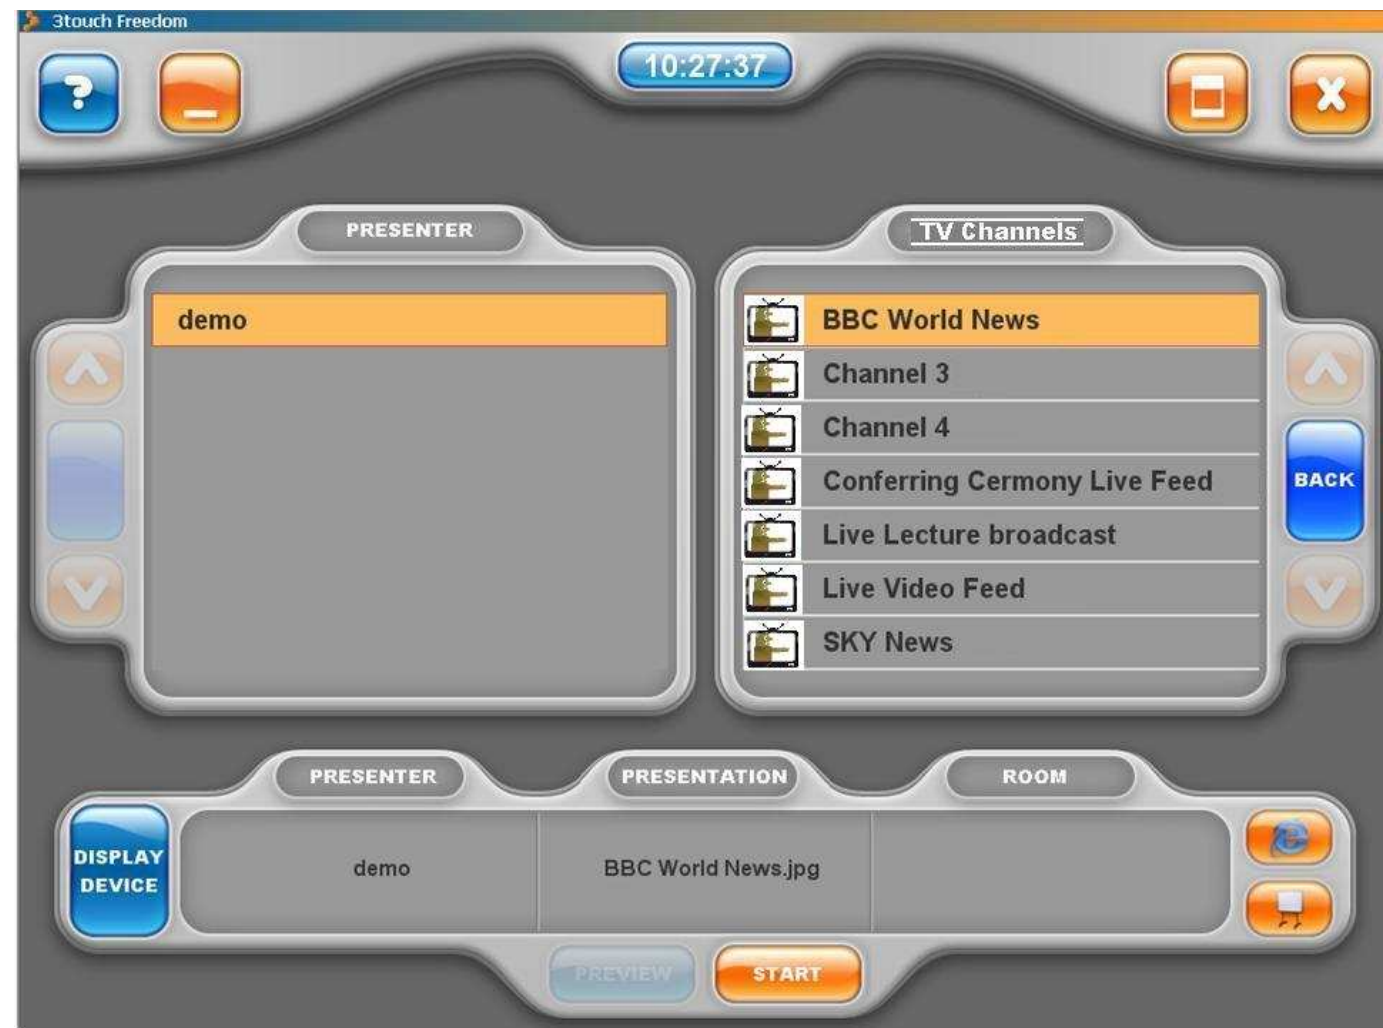 3touch Freedom
?
10:27:37
X
PRESENTER
TV Channels
demo
BBC World News
Channel 3
Channel 4
Conferring Cermony Live Feed
Live Lecture broadcast
Live Video Feed
SKY News
BACK
PRESENTER
PRESENTATION
ROOM
DISPLAY
DEVICE
demo
BBC World News.jpg
PREVIEW
START